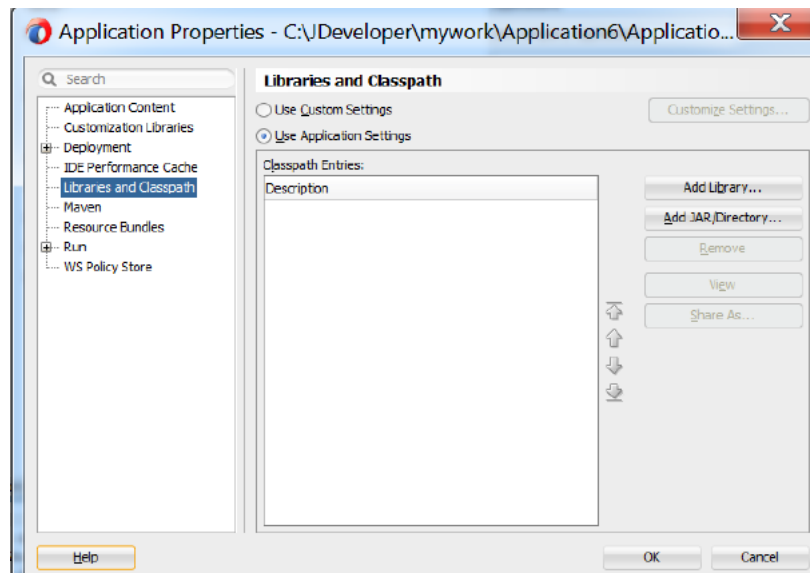 Application Properties - C:\JDeveloper\mywork\Application6\Applicatio...
Search
Application Content
Customization Libraries
Deployment
IDE Performance Cache
Libraries and Classpath
Maven
Resource Bundles
Run
WS Policy Store
Libraries and Classpath
Use Custom Settings
Customize Settings...
Use Application Settings
Classpath Entries:
Description
Add Library...
Add JAR/Directory...
Remove
View
Share As...
Help
OK
Cancel